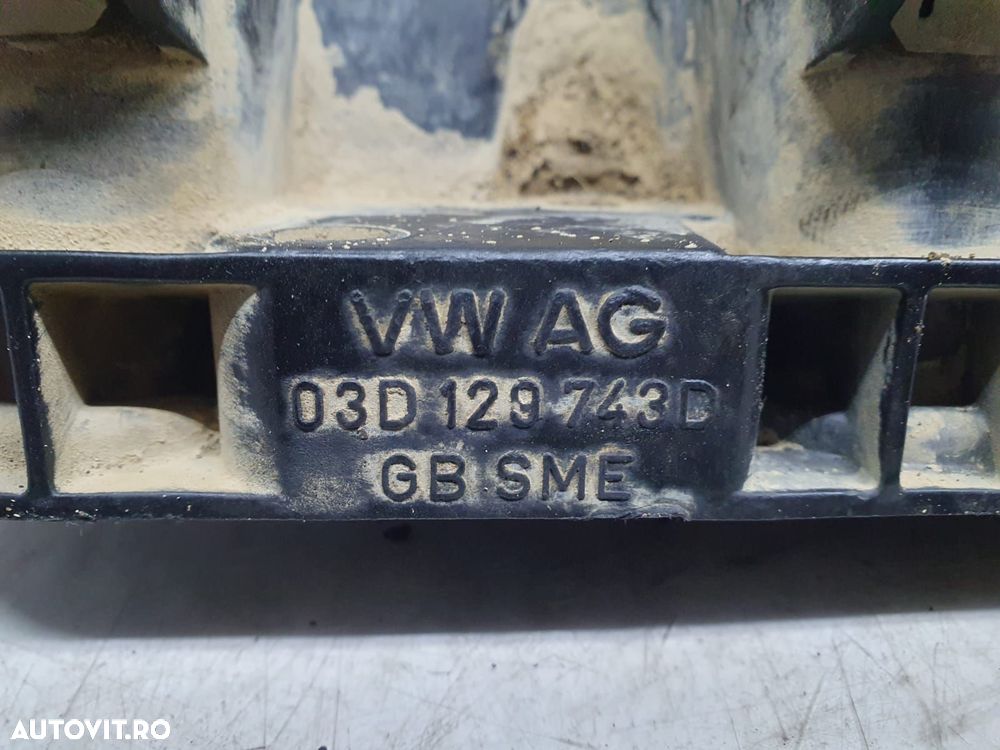 VW AG
03D 129 743D
GB SME
AUTOVIT.RO